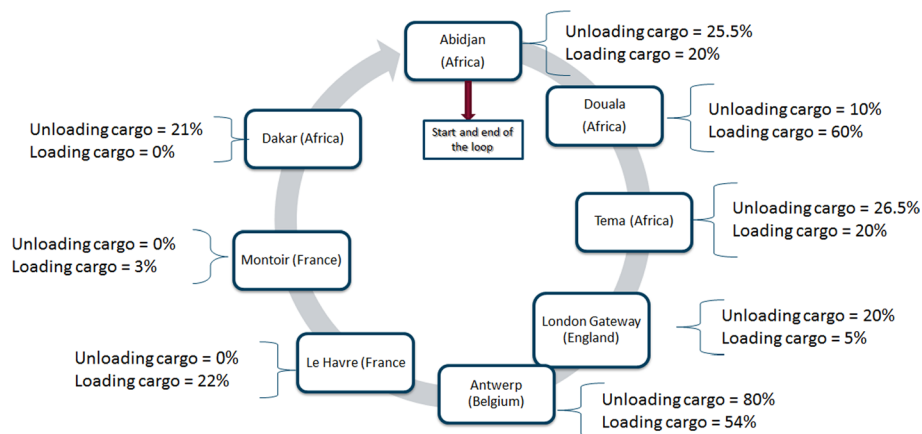 Abidjan
(Africa)
Unloading cargo = 25.5%
Loading cargo = 20%
Start and end of
the loop
Douala
(Africa)
Unloading cargo = 10%
Loading cargo = 60%
Tema (Africa)
Unloading cargo = 26.5%
Loading cargo = 20%
London Gateway
(England)
Unloading cargo = 20%
Loading cargo = 5%
Antwerp
(Belgium)
Unloading cargo = 80%
Loading cargo = 54%
Le Havre (France
Unloading cargo = 0%
Loading cargo = 22%
Montoir (France)
Unloading cargo = 0%
Loading cargo = 3%
Dakar (Africa)
Unloading cargo = 21%
Loading cargo = 0%